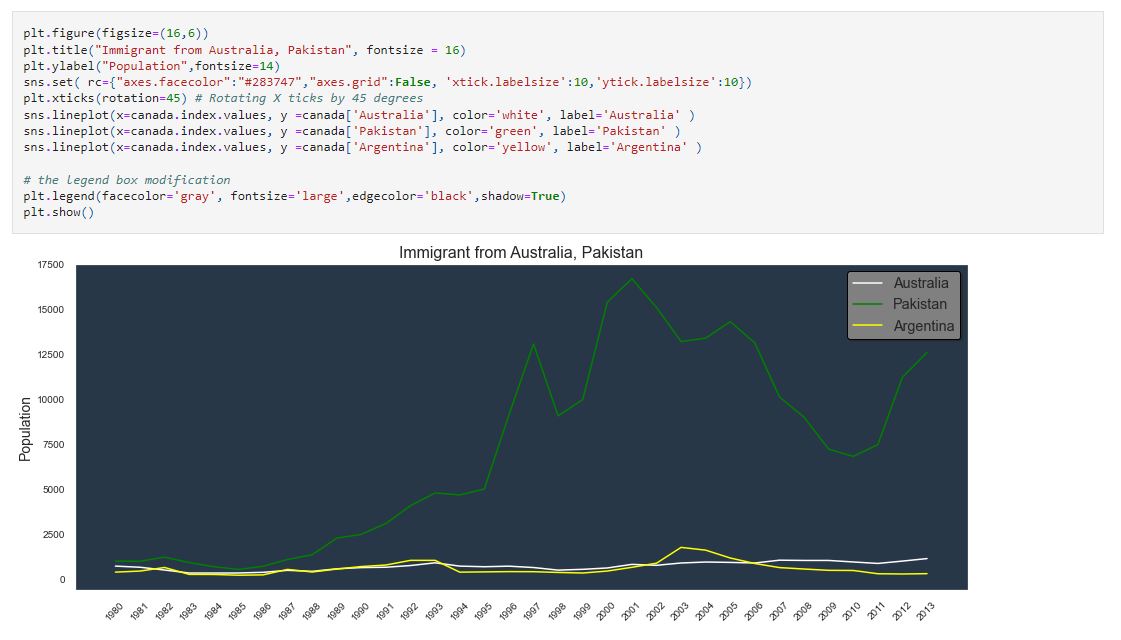 plt.figure(figsize=(16,6))
plt.title("Immigrant from Australia, Pakistan", fontsize = 16)
plt.ylabel("Population",fontsize=14)
sns.set( rc={"axes.facecolor":"#283747","axes.grid":False, 'xtick.labelsize':10,'ytick.labelsize':10})
plt.xticks(rotation=45) # Rotating X ticks by 45 degrees
sns.lineplot(x=canada.index.values, y =canada['Australia'], color='white', label='Australia' )
sns.lineplot(x=canada.index.values, y =canada['Pakistan'], color='green', label='Pakistan' )
sns.lineplot(x=canada.index.values, y =canada['Argentina'], color='yellow', label='Argentina' )
# the legend box modification
plt.legend(facecolor='gray', fontsize='large',edgecolor='black',shadow=True)
plt.show()
Immigrant from Australia, Pakistan
17500
15000
12500
10000
7500
5000
2500
0
Population
Australia
Pakistan
Argentina
1980 1981 1982 1983 1984 1985 1986 1987 1988 1989 1990 1991 1992 1993 1994 1995 1996 1997 1998 1999 2000 2001 2002 2003 2004 2005 2006 2007 2008 2009 2010 2011 2012 2013